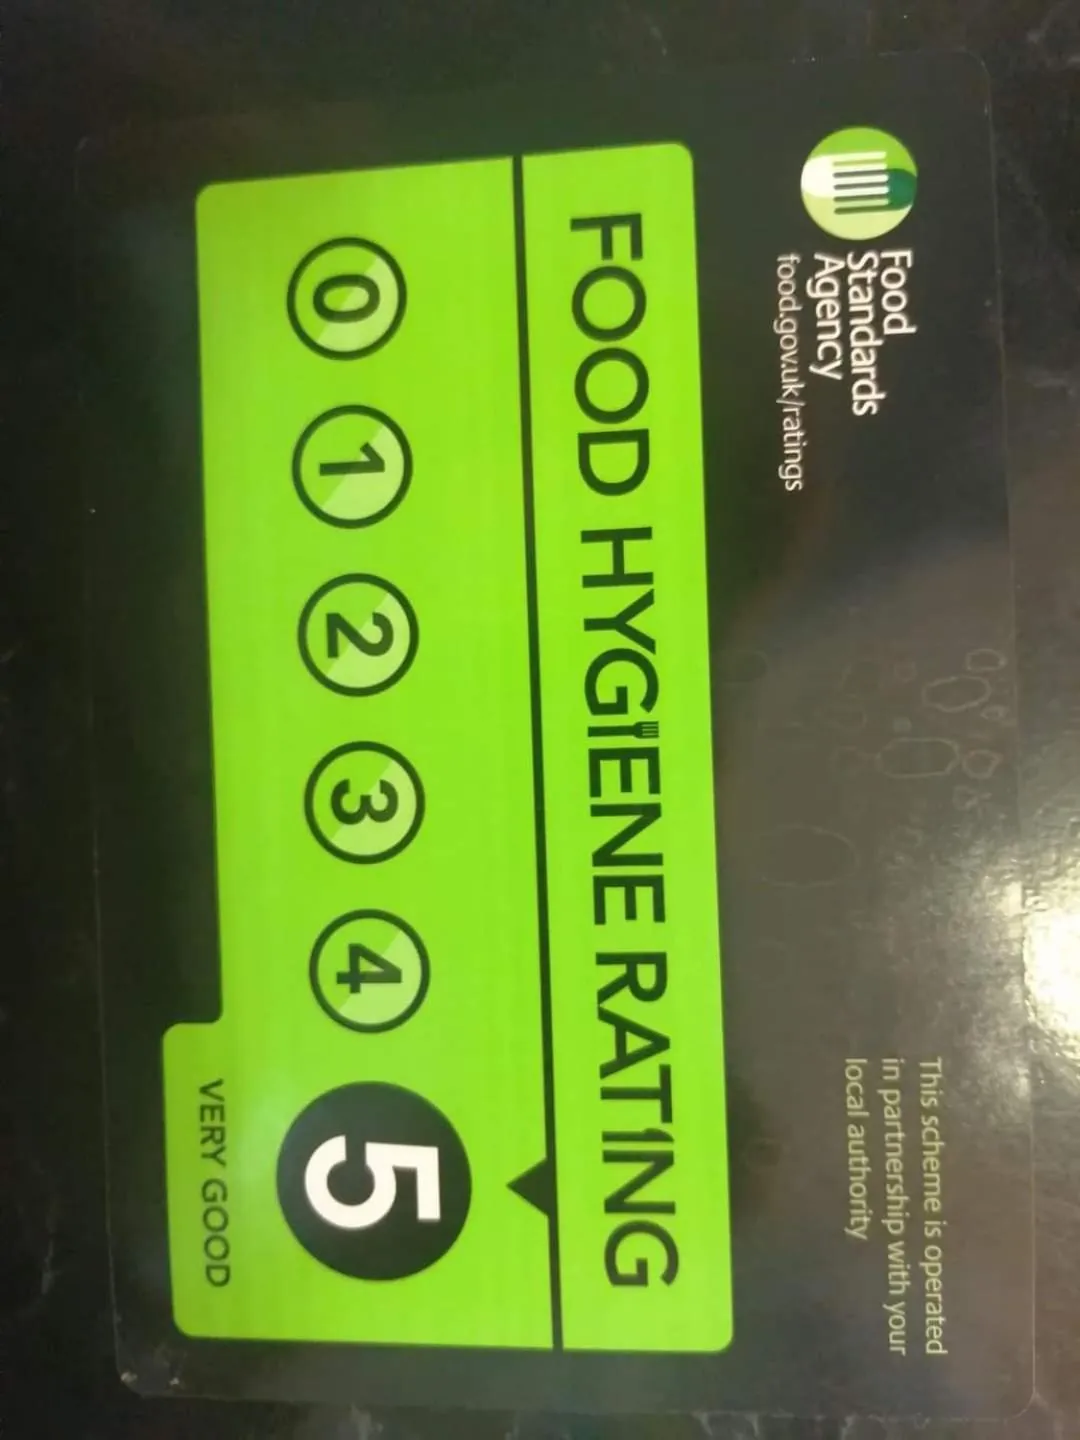 Food
Standards
Agency
food.gov.uk/ratings
This scheme is operated
in partnership with your
local authority
FOOD HYGIENE RATING
0 1 2 3 4 5
VERY GOOD